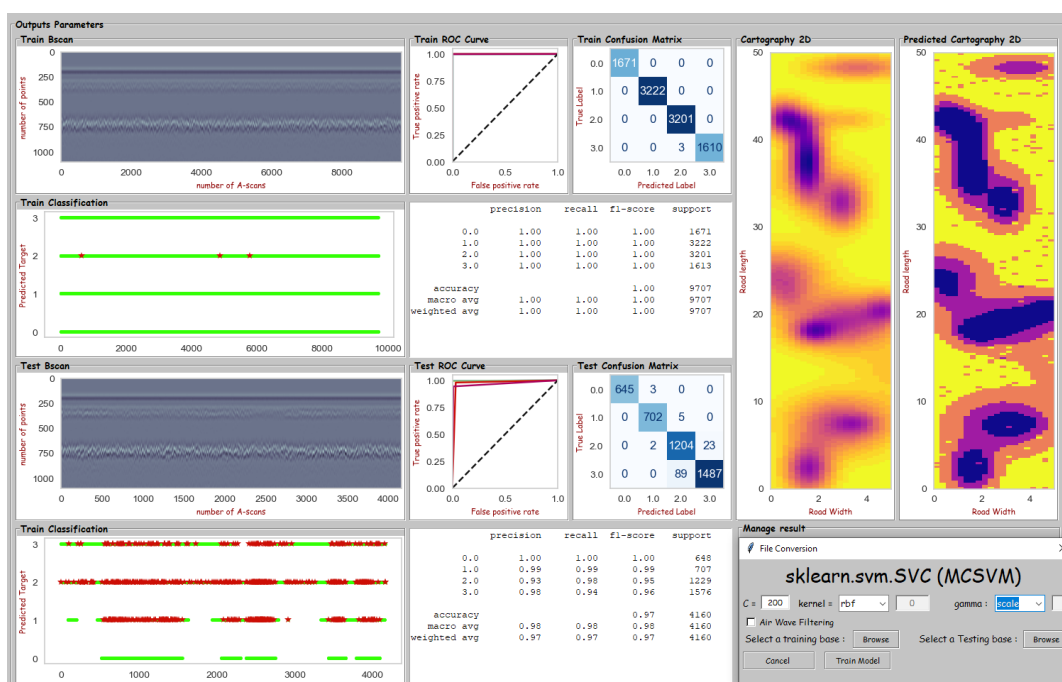 Outputs Parameters
Train Bscan
0
250
500
750
1000
number of points
0 2000 4000 6000 8000
number of A-scans
Train ROC Curve
1.00
0.75
0.50
0.25
0.00
True positive rate
0.0 0.5 1.0
False positive rate
Train Confusion Matrix
0.0 1671 0 0 0
1.0 0 3222 0 0
2.0 0 0 3201 0
3.0 0 0 3 1610
True Label
0.0 1.0 2.0 3.0
Predicted Label
Cartography 2D
50
40
30
20
10
0
Road length
2 4
Road Width
Predicted Cartography 2D
50
40
30
20
10
0
Road length
0 2 4
Road Width
Train Classification
3
2
1
0
Predicted Target
0 2000 4000 6000 8000 10000
precision recall f1-score support
0.0 1.00 1.00 1.00 1671
1.0 1.00 1.00 1.00 3222
2.0 1.00 1.00 1.00 3201
3.0 1.00 1.00 1.00 1613
accuracy 1.00 9707
macro avg 1.00 1.00 1.00 9707
weighted avg 1.00 1.00 1.00 9707
Test Bscan
0
250
500
750
1000
number of points
0 500 1000 1500 2000 2500 3000 3500 4000
number of A-scans
Test ROC Curve
1.00
0.75
0.50
0.25
0.00
True positive rate
0.0 0.5 1.0
False positive rate
Test Confusion Matrix
0.0 645 3 0 0
1.0 0 702 5 0
2.0 0 2 1204 23
3.0 0 0 89 1487
True Label
0.0 1.0 2.0 3.0
Predicted Label
Train Classification
3
2
1
0
Predicted Target
0 1000 2000 3000 4000
precision recall f1-score support
0.0 1.00 1.00 1.00 648
1.0 0.99 0.99 0.99 707
2.0 0.93 0.98 0.95 1229
3.0 0.98 0.94 0.96 1576
accuracy 0.97 4160
macro avg 0.98 0.98 0.98 4160
weighted avg 0.97 0.97 0.97 4160
Manage result
File Conversion
sklearn.svm.SVC (MCSVM)
C = 200 kernel = rbf 0 gamma : scale
Air Wave Filtering
Select a training base : Browse Select a Testing base : Browse
Cancel Train Model